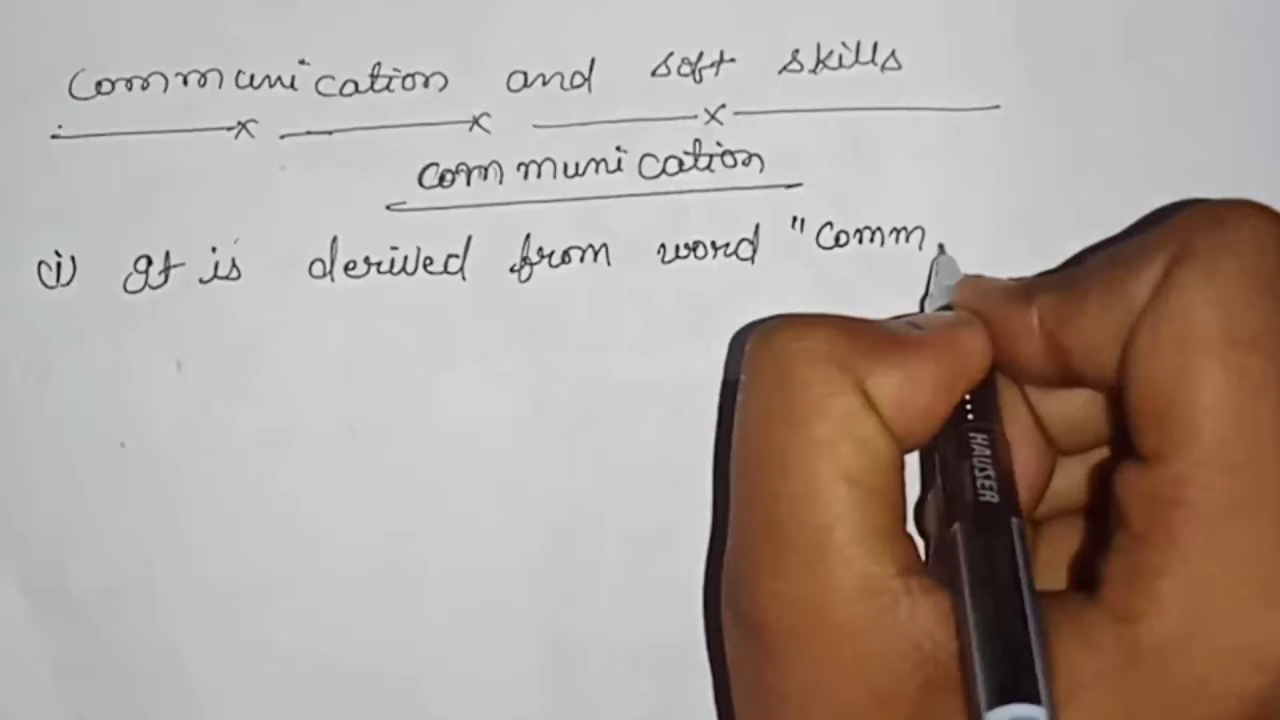 Communication and soft skills
Communication
(i) It is derived from word "Comm
HAUSER